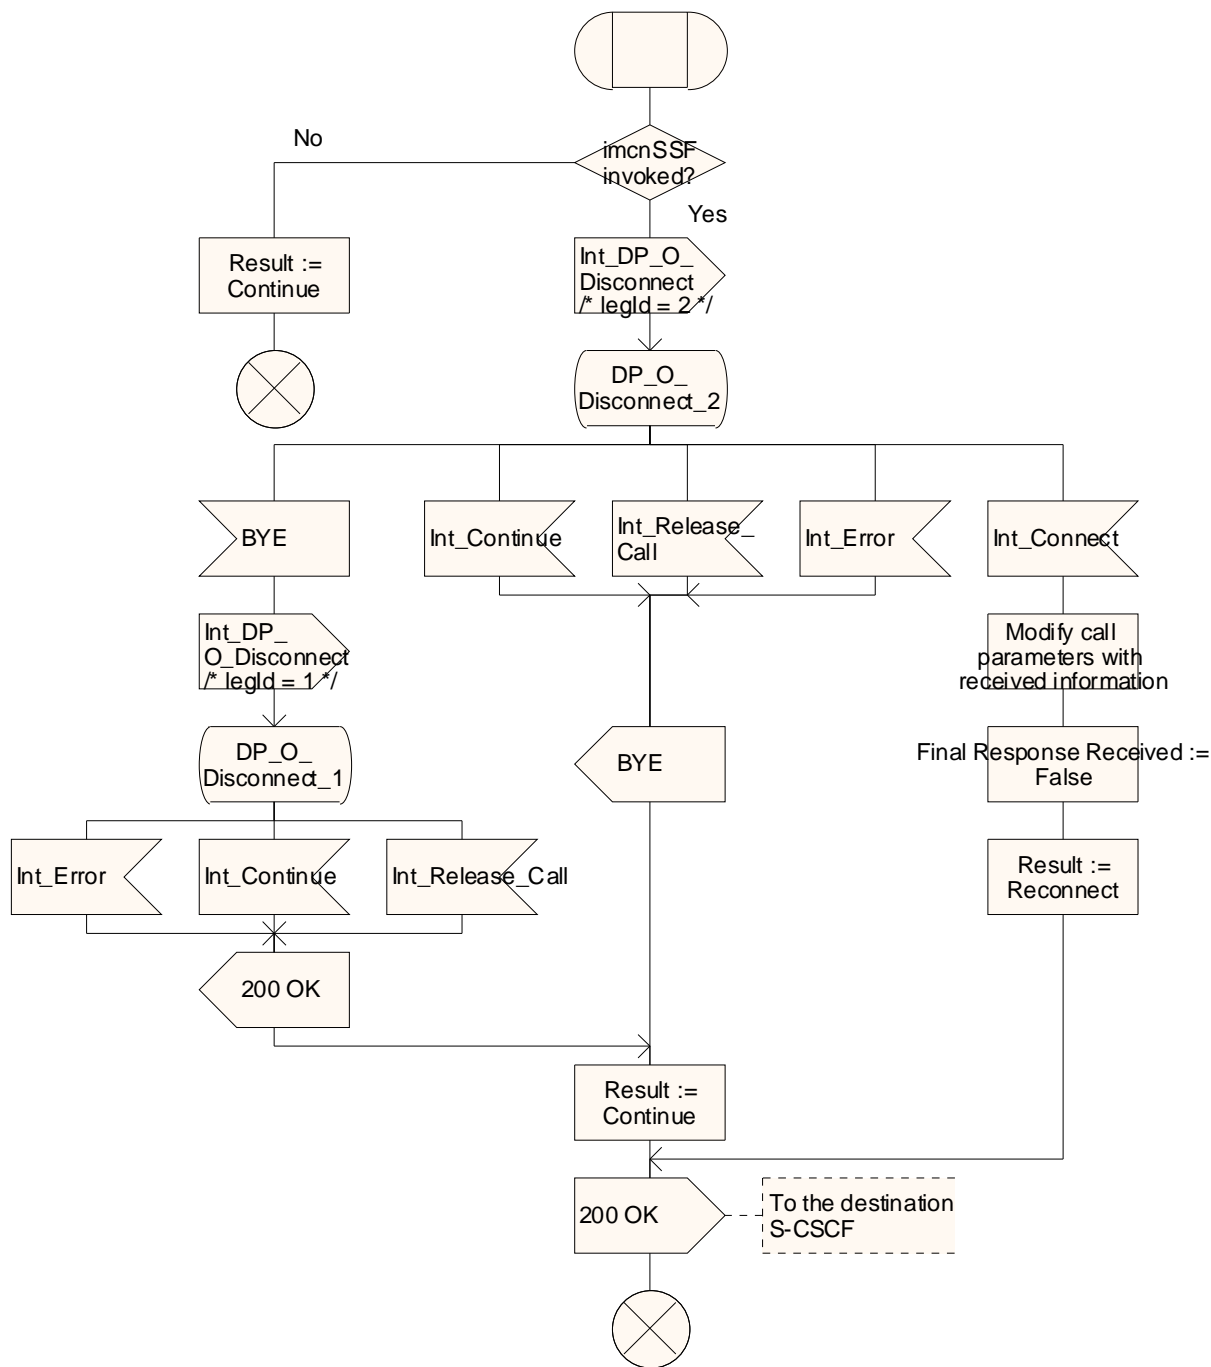 No
imcnSSF
invoked?
Yes
Result :=
Continue
Int_DP_O_
Disconnect
/* legId = 2 */
DP_O_
Disconnect_2
BYE
Int_Continue
Int_Release_
Call
Int_Error
Int_Connect
Int_DP_
O_Disconnect
/* legId = 1 */
Modify call
parameters with
received information
DP_O_
Disconnect_1
BYE
Final Response Received :=
False
Int_Error
Int_Continue
Int_Release_Call
Result :=
Reconnect
200 OK
Result :=
Continue
200 OK
To the destination
S-CSCF